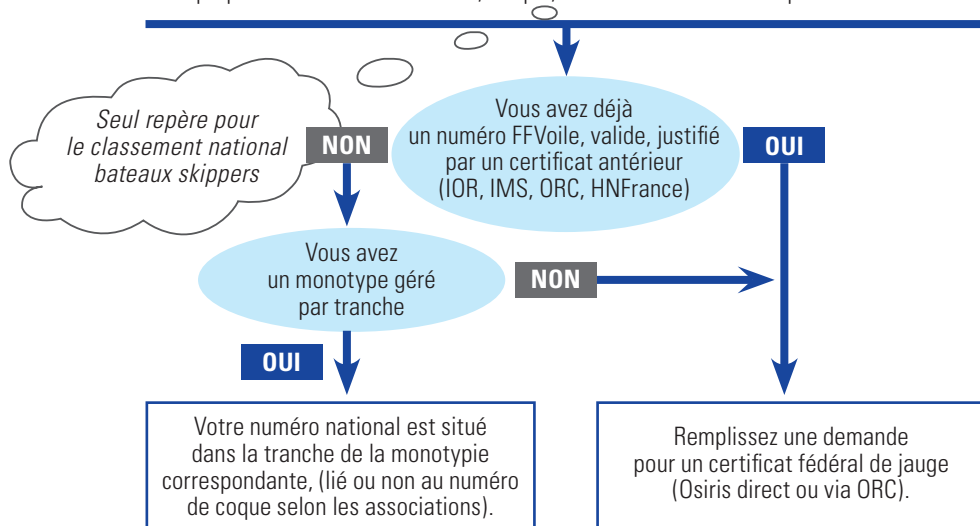 Seul repère pour
le classement national
bateaux skippers
NON
Vous avez déjà
un numéro FFVoile, valide, justifié
par un certificat antérieur
(IOR, IMS, ORC, HNFrance)
OUI
Vous avez
un monotype géré
par tranche
NON
OUI
Votre numéro national est situé
dans la tranche de la monotypie
correspondante, (lié ou non au numéro
de coque selon les associations).
Remplissez une demande
pour un certificat fédéral de jauge
(Osiris direct ou via ORC).